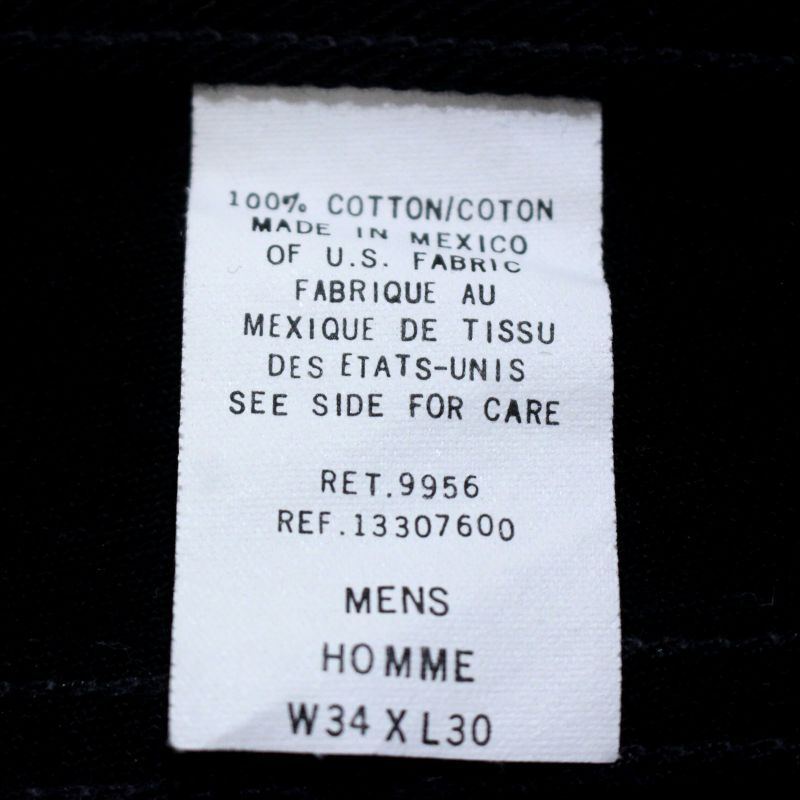 100% COTTON/COTON
MADE IN MEXICO
OF U.S. FABRIC
FABRIQUE AU
MEXIQUE DE TISSU
DES ETATS-UNIS
SEE SIDE FOR CARE
RET.9956
REF.13307600
MENS
HOMME
W34 X L30